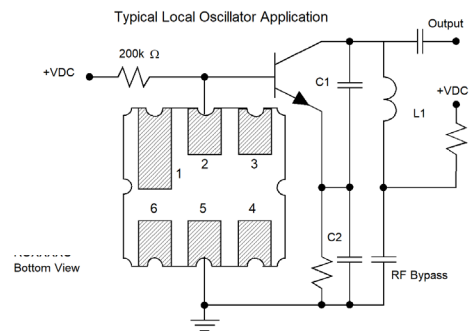 Typical Local Oscillator Application
Output
200k Ω
+VDC
C1
+VDC
L1
2
3
1
6
5
4
C2
Bottom View
RF Bypass